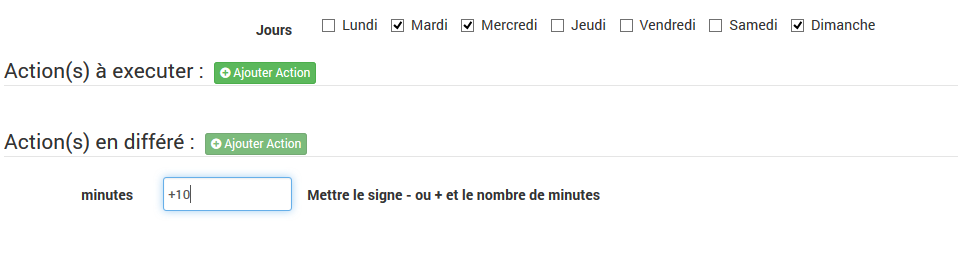 Jours Lundi Mardi Mercredi Jeudi Vendredi Samedi Dimanche
Action(s) à executer : Ajouter Action
Action(s) en différé : Ajouter Action
minutes +10 Mettre le signe - ou + et le nombre de minutes